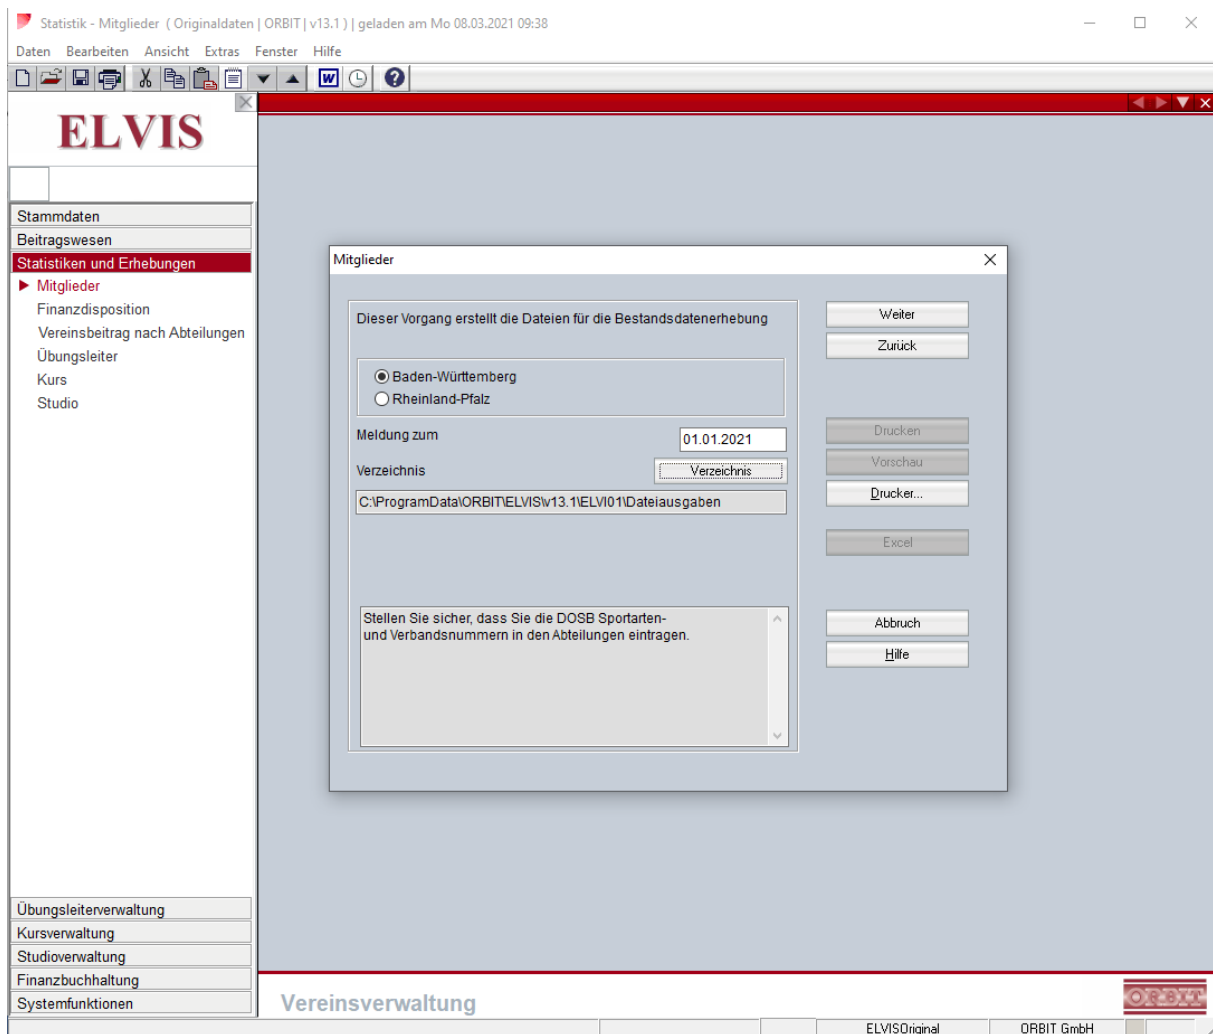 Statistik - Mitglieder ( Originaldaten | ORBIT | v13.1 ) | geladen am Mo 08.03.2021 09:38
Daten Bearbeiten Ansicht Extras Fenster Hilfe
ELVIS
Stammdaten
Beitragswesen
Statistiken und Erhebungen
Mitglieder
Finanzdisposition
Vereinsbeitrag nach Abteilungen
Übungsleiter
Kurs
Studio
Übungsleiterverwaltung
Kursverwaltung
Studioverwaltung
Finanzbuchhaltung
Systemfunktionen
Mitglieder
Dieser Vorgang erstellt die Dateien für die Bestandsdatenerhebung
Baden-Württemberg
Rheinland-Pfalz
Meldung zum 01.01.2021
Verzeichnis Verzeichnis
C:\ProgramData\ORBIT\ELVIS\v13.1\ELVI01\Dateiausgaben
Stellen Sie sicher, dass Sie die DOSB Sportarten-
und Verbandsnummern in den Abteilungen eintragen.
Weiter
Zurück
Drucken
Vorschau
Drucker...
Excel
Abbruch
Hilfe
Vereinsverwaltung
ORBIT
ELVISOriginal ORBIT GmbH